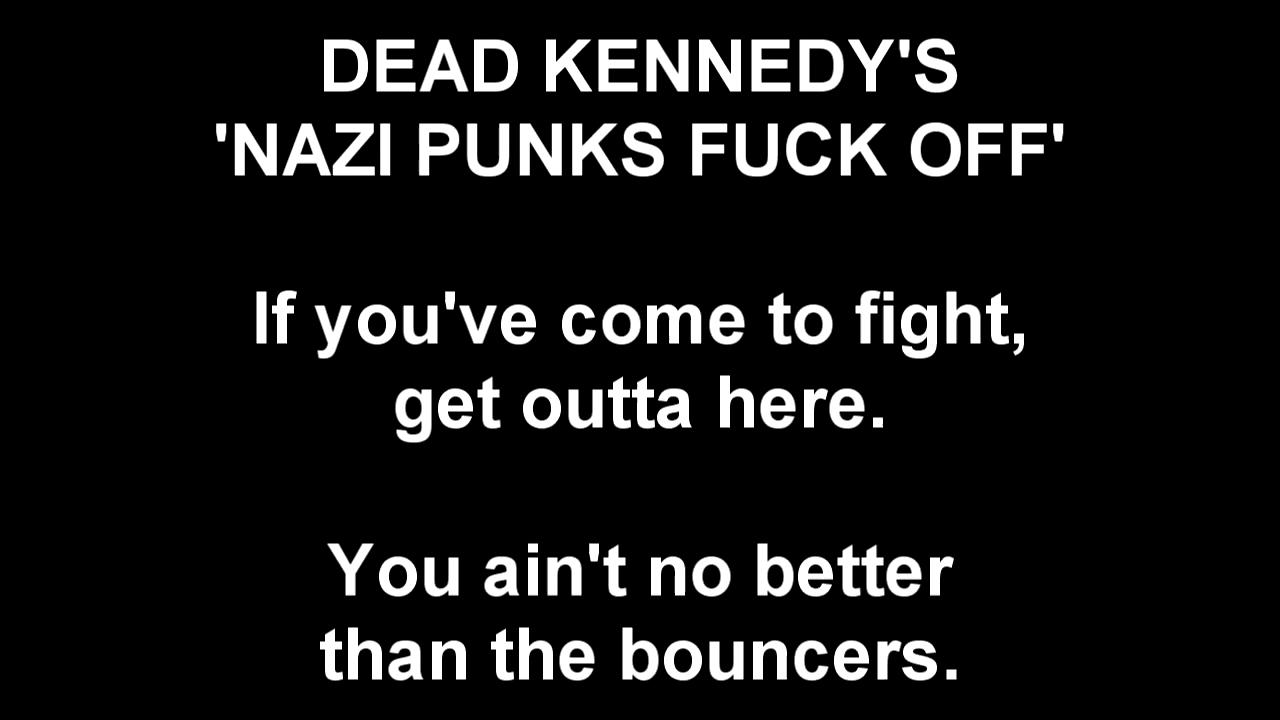 DEAD KENNEDY'S
'NAZI PUNKS FUCK OFF'
If you've come to fight,
get outta here.
You ain't no better
than the bouncers.